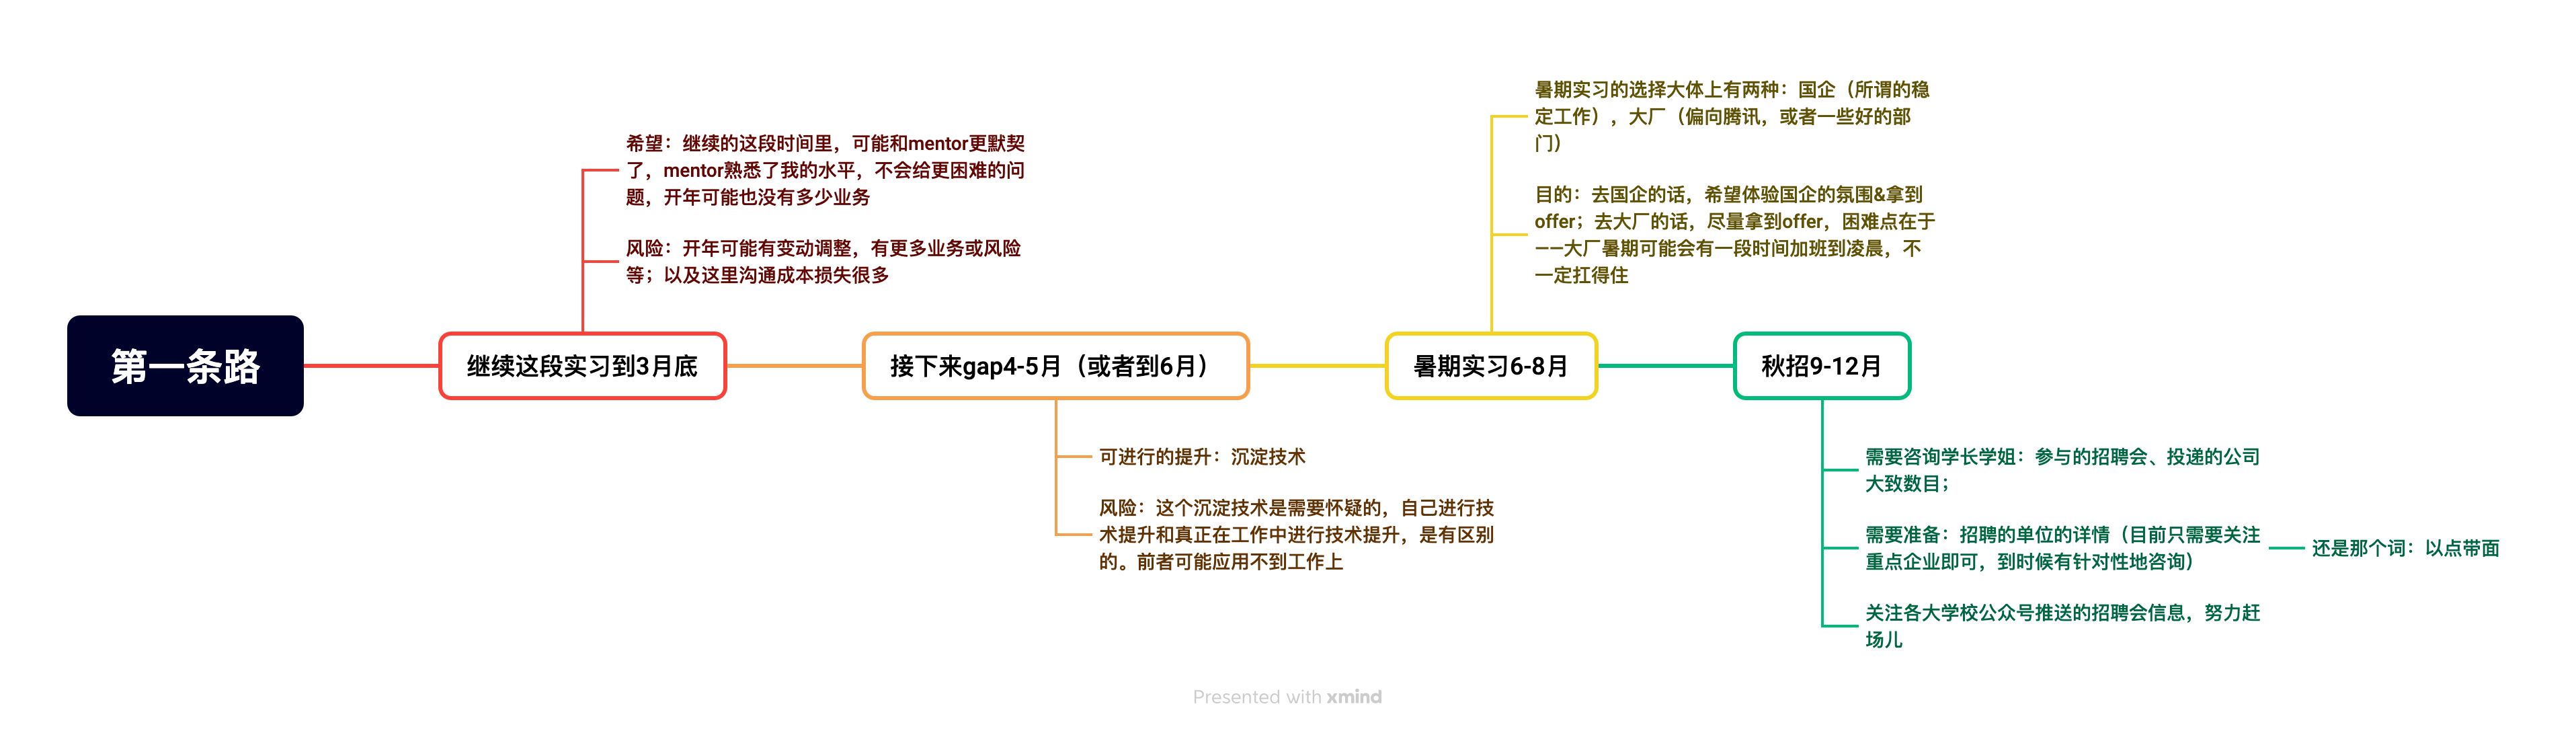 第一条路
继续这段实习到3月底
希望：继续的这段时间里，可能和mentor更默契
了，mentor熟悉了我的水平，不会给更困难的问
题，开年可能也没有多少业务
风险：开年可能有变动调整，有更多业务或风险
等；以及这里沟通成本损失很多
接下来gap4-5月（或者到6月）
可进行的提升：沉淀技术
风险：这个沉淀技术是需要怀疑的，自己进行技
术提升和真正在工作中进行技术提升，是有区别
的。前者可能应用不到工作上
暑期实习6-8月
暑期实习的选择大体上有两种：国企（所谓的稳
定工作），大厂（偏向腾讯，或者一些好的部
门）
目的：去国企的话，希望体验国企的氛围&拿到
offer；去大厂的话，尽量拿到offer，困难点在于
——大厂暑期可能会有一段时间加班到凌晨，不
一定扛得住
秋招9-12月
需要咨询学长学姐：参与的招聘会、投递的公司
大致数目；
需要准备：招聘的单位的详情（目前只需要关注
重点企业即可，到时候有针对性地咨询）
还是那个词：以点带面
关注各大学校公众号推送的招聘会信息，努力赶
场儿
Presented with xmind